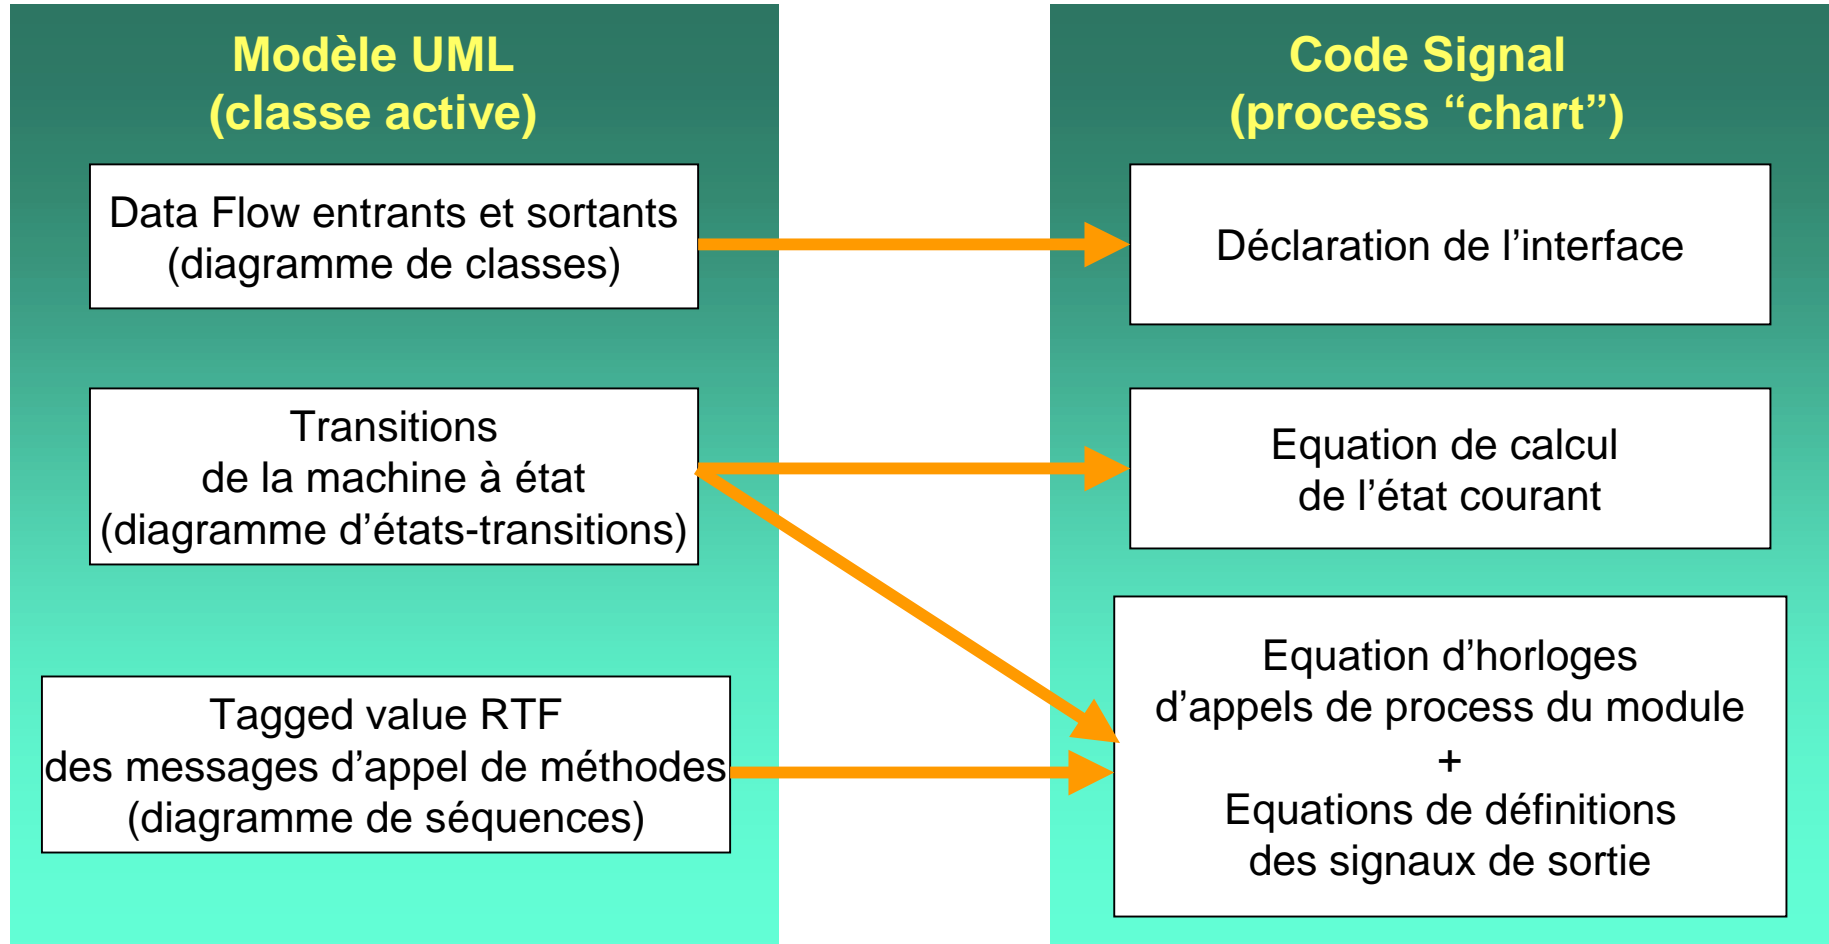 Modèle UML
(classe active)
Data Flow entrants et sortants
(diagramme de classes)
Transitions
de la machine à état
(diagramme d’états-transitions)
Tagged value RTF
des messages d’appel de méthodes
(diagramme de séquences)
Code Signal
(process “chart”)
Déclaration de l’interface
Equation de calcul
de l’état courant
Equation d’horloges
d’appels de process du module
+
Equations de définitions
des signaux de sortie